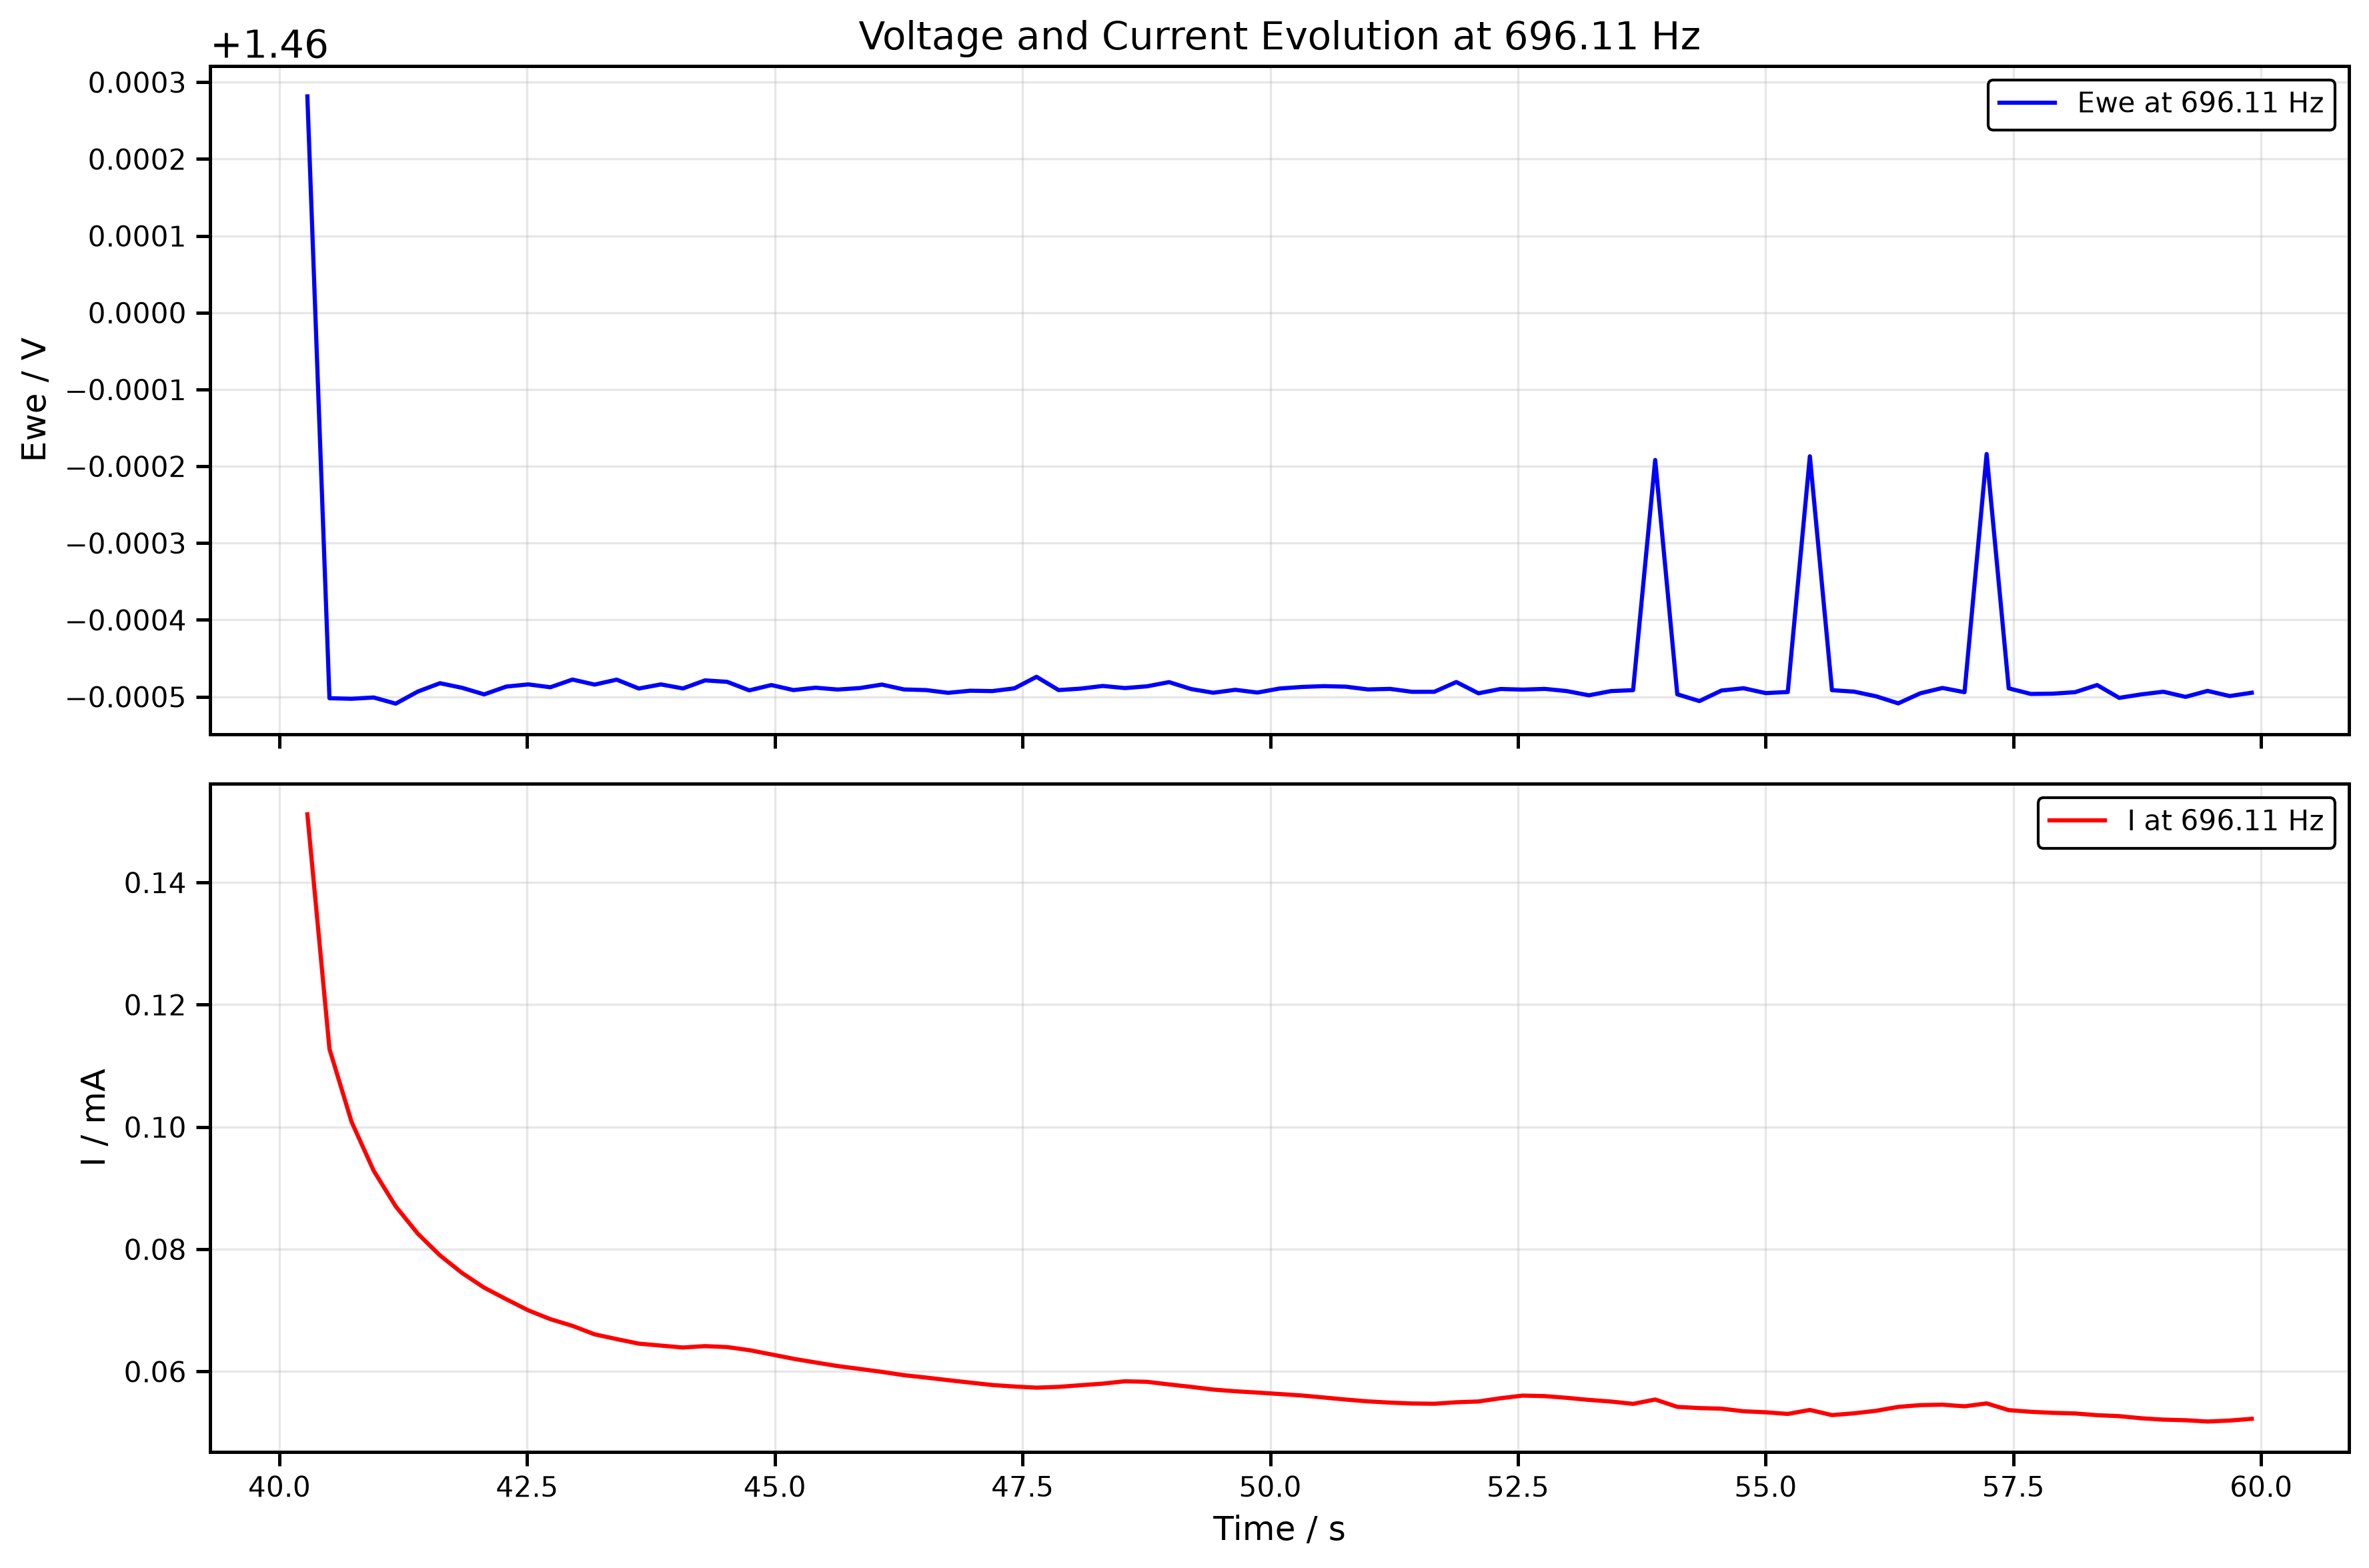 Voltage and Current Evolution at 696.11 Hz
+1.46
0.0003
0.0002
0.0001
0.0000
−0.0001
−0.0002
−0.0003
−0.0004
−0.0005
Ewe / V
Ewe at 696.11 Hz
0.14
0.12
0.10
0.08
0.06
I / mA
I at 696.11 Hz
40.0 42.5 45.0 47.5 50.0 52.5 55.0 57.5 60.0
Time / s